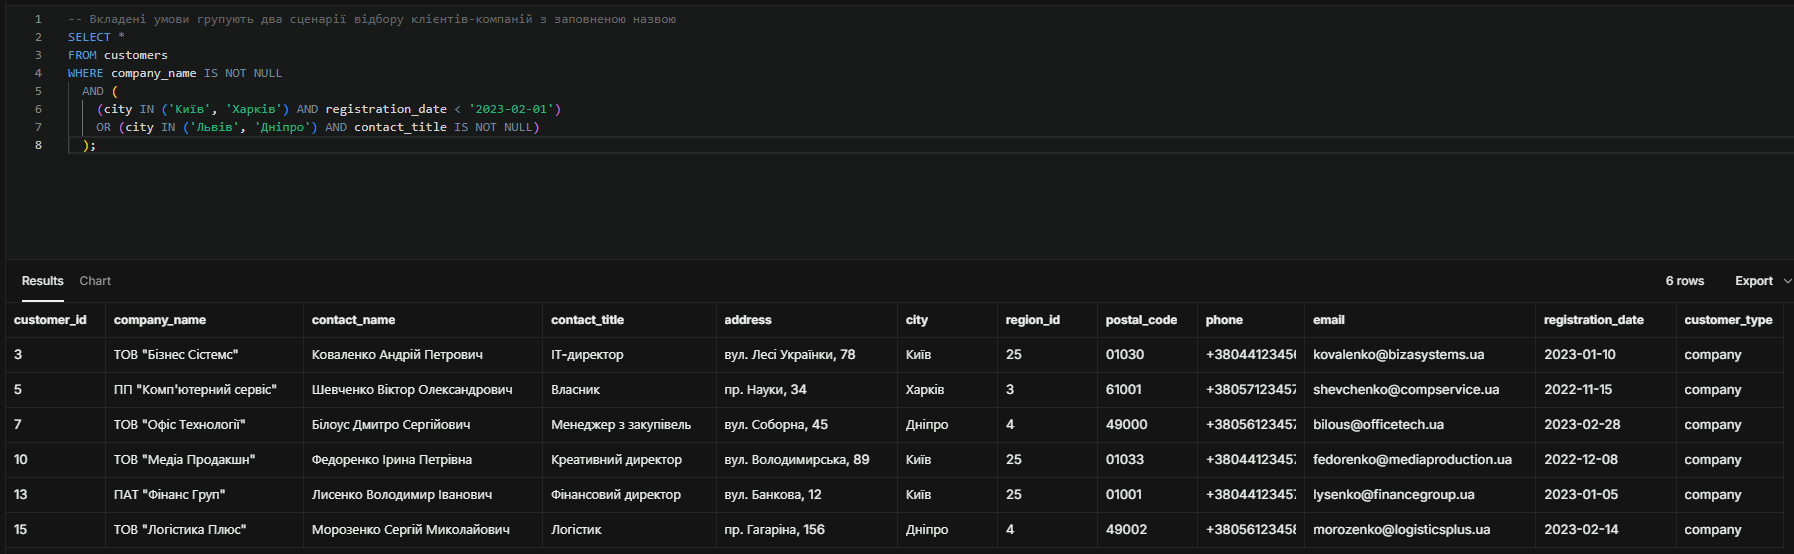 1 -- Вкладені умови групують два сценарії відбору клієнтів-компаній з заповненою назвою
2 SELECT *
3 FROM customers
4 WHERE company_name IS NOT NULL
5 AND (
6 (city IN ('Київ', 'Харків') AND registration_date < '2023-02-01')
7 OR (city IN ('Львів', 'Дніпро') AND contact_title IS NOT NULL)
8 );
Results Chart 6 rows Export
customer_id company_name contact_name contact_title address city region_id postal_code phone email registration_date customer_type
3 ТОВ "Бізнес Сістемс" Коваленко Андрій Петрович ІТ-директор вул. Лесі Українки, 78 Київ 25 01030 +38044123456 kovalenko@bizasystems.ua 2023-01-10 company
5 ПП "Комп'ютерний сервіс" Шевченко Віктор Олександрович Власник пр. Науки, 34 Харків 3 61001 +38057123457 shevchenko@compservice.ua 2022-11-15 company
7 ТОВ "Офіс Технології" Білоус Дмитро Сергійович Менеджер з закупівель вул. Соборна, 45 Дніпро 4 49000 +38056123457 bilous@officetech.ua 2023-02-28 company
10 ТОВ "Медіа Продакшн" Федоренко Ірина Петрівна Креативний директор вул. Володимирська, 89 Київ 25 01033 +38044123457 fedorenko@mediaproduction.ua 2022-12-08 company
13 ПАТ "Фінанс Груп" Лисенко Володимир Іванович Фінансовий директор вул. Банкова, 12 Київ 25 01001 +38044123457 lysenko@financegroup.ua 2023-01-05 company
15 ТОВ "Логістика Плюс" Морозенко Сергій Миколайович Логістик пр. Гагаріна, 156 Дніпро 4 49002 +38056123458 morozenko@logisticsplus.ua 2023-02-14 company